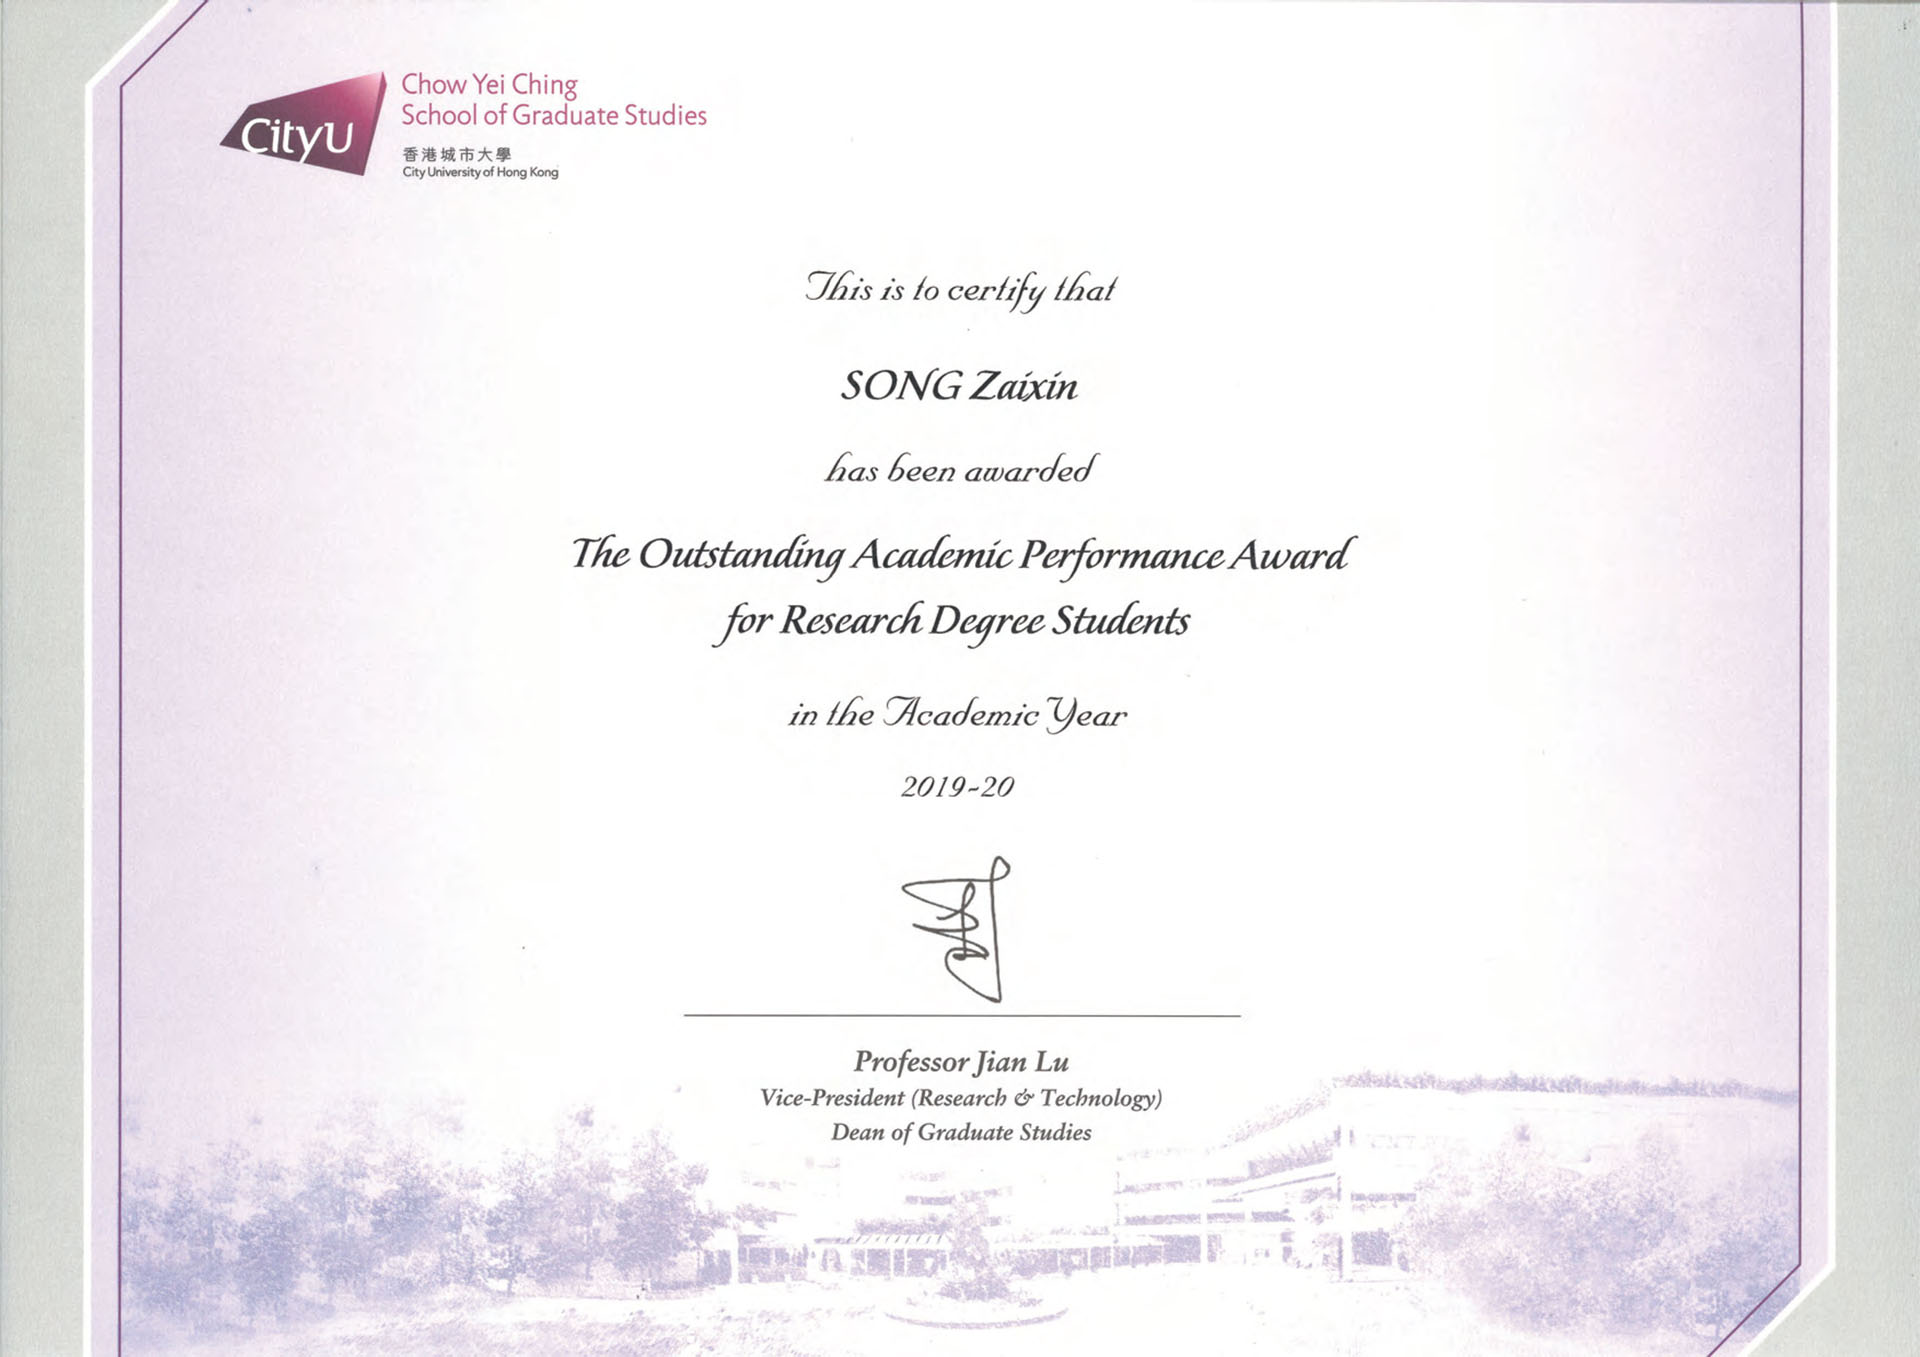 CityU
Chow Yei Ching
School of Graduate Studies
香港城市大學
City University of Hong Kong
This is to certify that
SONG Zaixin
has been awarded
The Outstanding Academic Performance Award
for Research Degree Students
in the Academic Year
2019-20
Professor Jian Lu
Vice-President (Research & Technology)
Dean of Graduate Studies